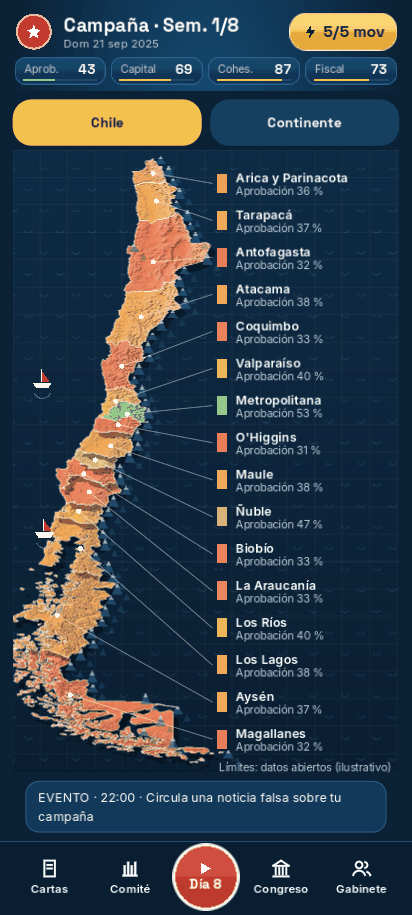 Campaña · Sem. 1/8
Dom 21 sep 2025
5/5 mov
Aprob. 43
Capital 69
Cohes. 87
Fiscal 73
Chile
Continente
Arica y Parinacota
Aprobación 36 %
Tarapacá
Aprobación 37 %
Antofagasta
Aprobación 32 %
Atacama
Aprobación 38 %
Coquimbo
Aprobación 33 %
Valparaíso
Aprobación 40 %
Metropolitana
Aprobación 53 %
O'Higgins
Aprobación 31 %
Maule
Aprobación 38 %
Ñuble
Aprobación 47 %
Biobío
Aprobación 33 %
La Araucanía
Aprobación 33 %
Los Ríos
Aprobación 40 %
Los Lagos
Aprobación 38 %
Aysén
Aprobación 37 %
Magallanes
Aprobación 32 %
Límites: datos abiertos (ilustrativo)
EVENTO · 22:00 · Circula una noticia falsa sobre tu
campaña
Cartas
Comité
Día 8
Congreso
Gabinete